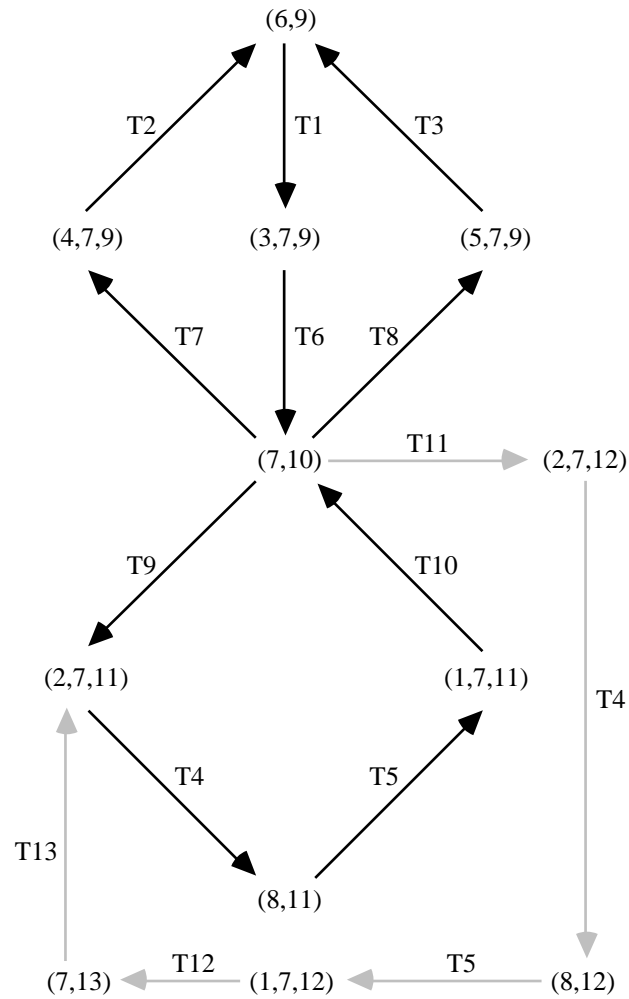 (6,9)
T2 T1 T3
(4,7,9) (3,7,9) (5,7,9)
T7 T6 T8
(7,10) T11 (2,7,12)
T9 T10
(2,7,11) (1,7,11)
T4
T4 T5
T13
(8,11)
(7,13) T12 (1,7,12) T5 (8,12)